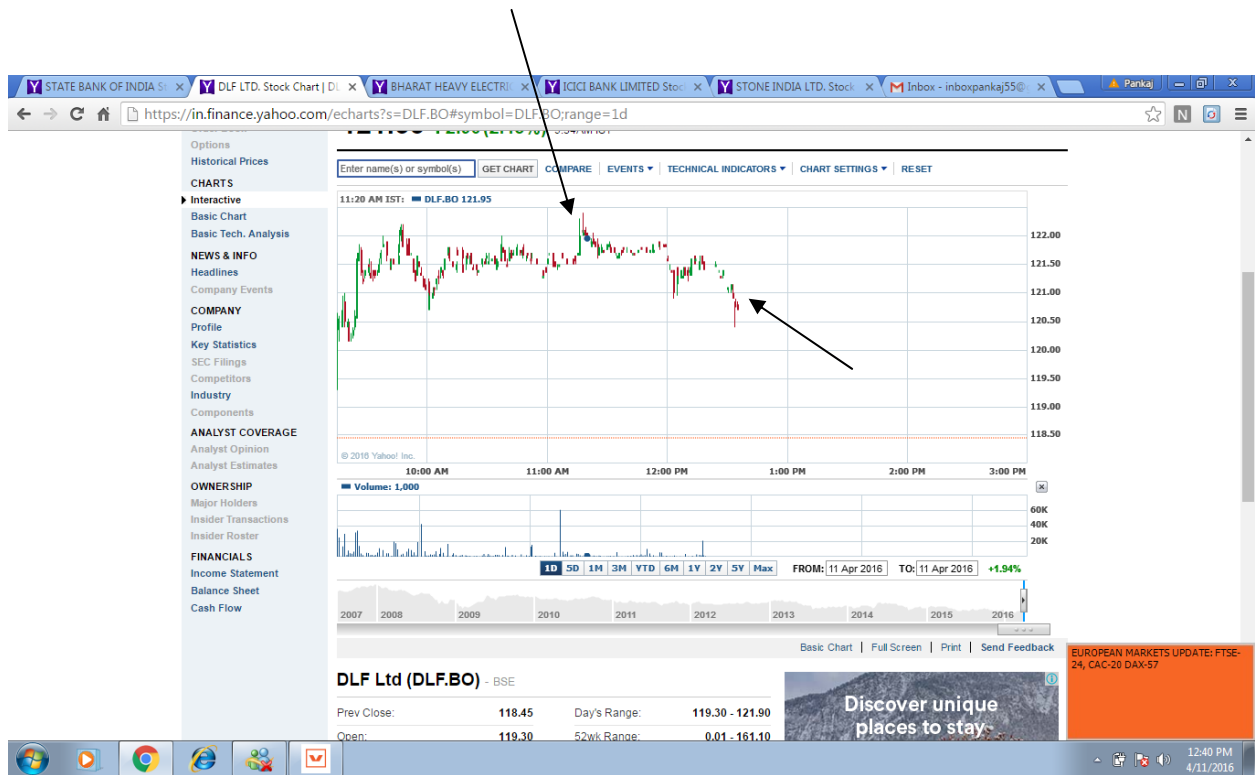 STATE BANK OF INDIA S
DLF LTD. Stock Chart | DL
BHARAT HEAVY ELECTRIC
ICICI BANK LIMITED Stoc
STONE INDIA LTD. Stock
Inbox - inboxpankaj55@
Pankaj
https://in.finance.yahoo.com/echarts?s=DLF.BO#symbol=DLF.BO;range=1d
Options
Historical Prices
CHARTS
Interactive
Basic Chart
Basic Tech. Analysis
NEWS & INFO
Headlines
Company Events
COMPANY
Profile
Key Statistics
SEC Filings
Competitors
Industry
Components
ANALYST COVERAGE
Analyst Opinion
Analyst Estimates
OWNERSHIP
Major Holders
Insider Transactions
Insider Roster
FINANCIALS
Income Statement
Balance Sheet
Cash Flow
Enter name(s) or symbol(s) GET CHART COMPARE EVENTS TECHNICAL INDICATORS CHART SETTINGS RESET
11:20 AM IST: DLF.BO 121.95
122.00
121.50
121.00
120.50
120.00
119.50
119.00
118.50
© 2016 Yahoo! Inc.
10:00 AM 11:00 AM 12:00 PM 1:00 PM 2:00 PM 3:00 PM
Volume: 1,000
60K
40K
20K
1D 5D 1M 3M YTD 6M 1Y 2Y 5Y Max FROM: 11 Apr 2016 TO: 11 Apr 2016 +1.94%
2007 2008 2009 2010 2011 2012 2013 2014 2015 2016
Basic Chart | Full Screen | Print | Send Feedback
DLF Ltd (DLF.BO) - BSE
Prev Close: 118.45 Day's Range: 119.30 - 121.90
Open: 119.30 52wk Range: 0.01 - 161.10
Discover unique
places to stay
EUROPEAN MARKETS UPDATE: FTSE-
24, CAC-20 DAX-57
12:40 PM
4/11/2016